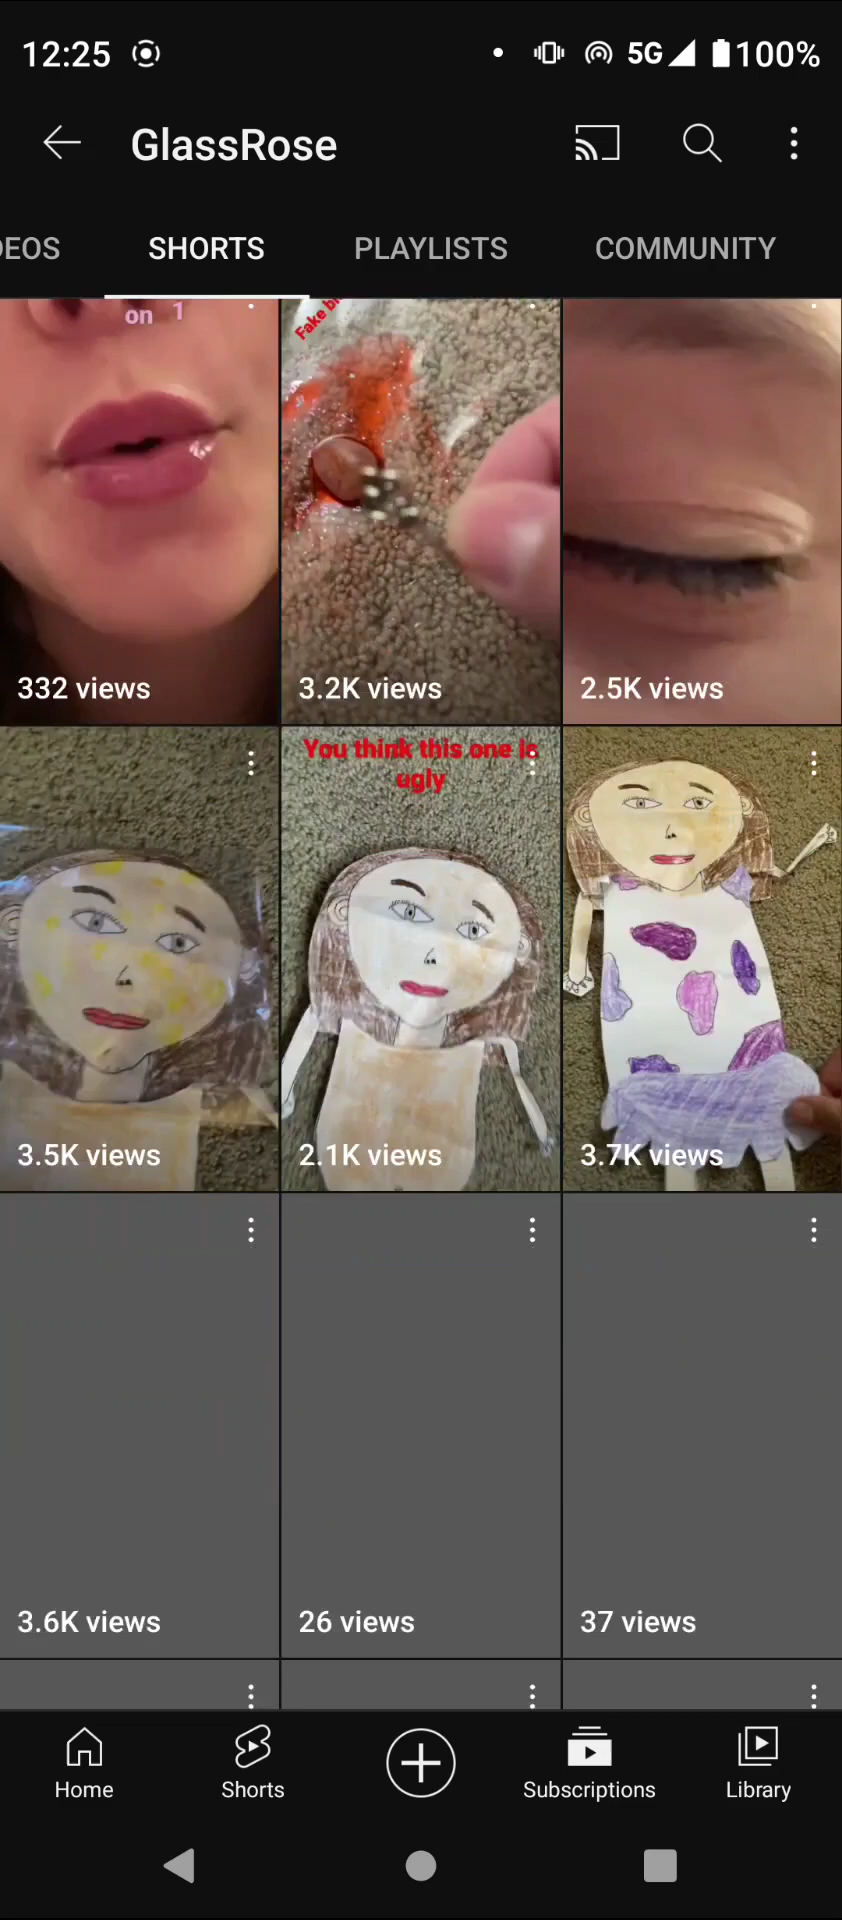 12:25 5G 100%
GlassRose
DEOS SHORTS PLAYLISTS COMMUNITY
on 1
Fake
332 views 3.2K views 2.5K views
You think this one is
ugly
3.5K views 2.1K views 3.7K views
3.6K views 26 views 37 views
Home Shorts Subscriptions Library